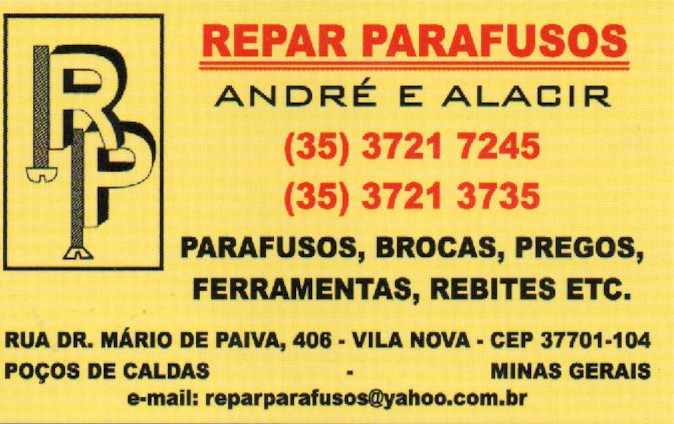 RP
REPAR PARAFUSOS
ANDRÉ E ALACIR
(35) 3721 7245
(35) 3721 3735
PARAFUSOS, BROCAS, PREGOS,
FERRAMENTAS, REBITES ETC.
RUA DR. MÁRIO DE PAIVA, 406 - VILA NOVA - CEP 37701-104
POÇOS DE CALDAS - MINAS GERAIS
e-mail: reparparafusos@yahoo.com.br